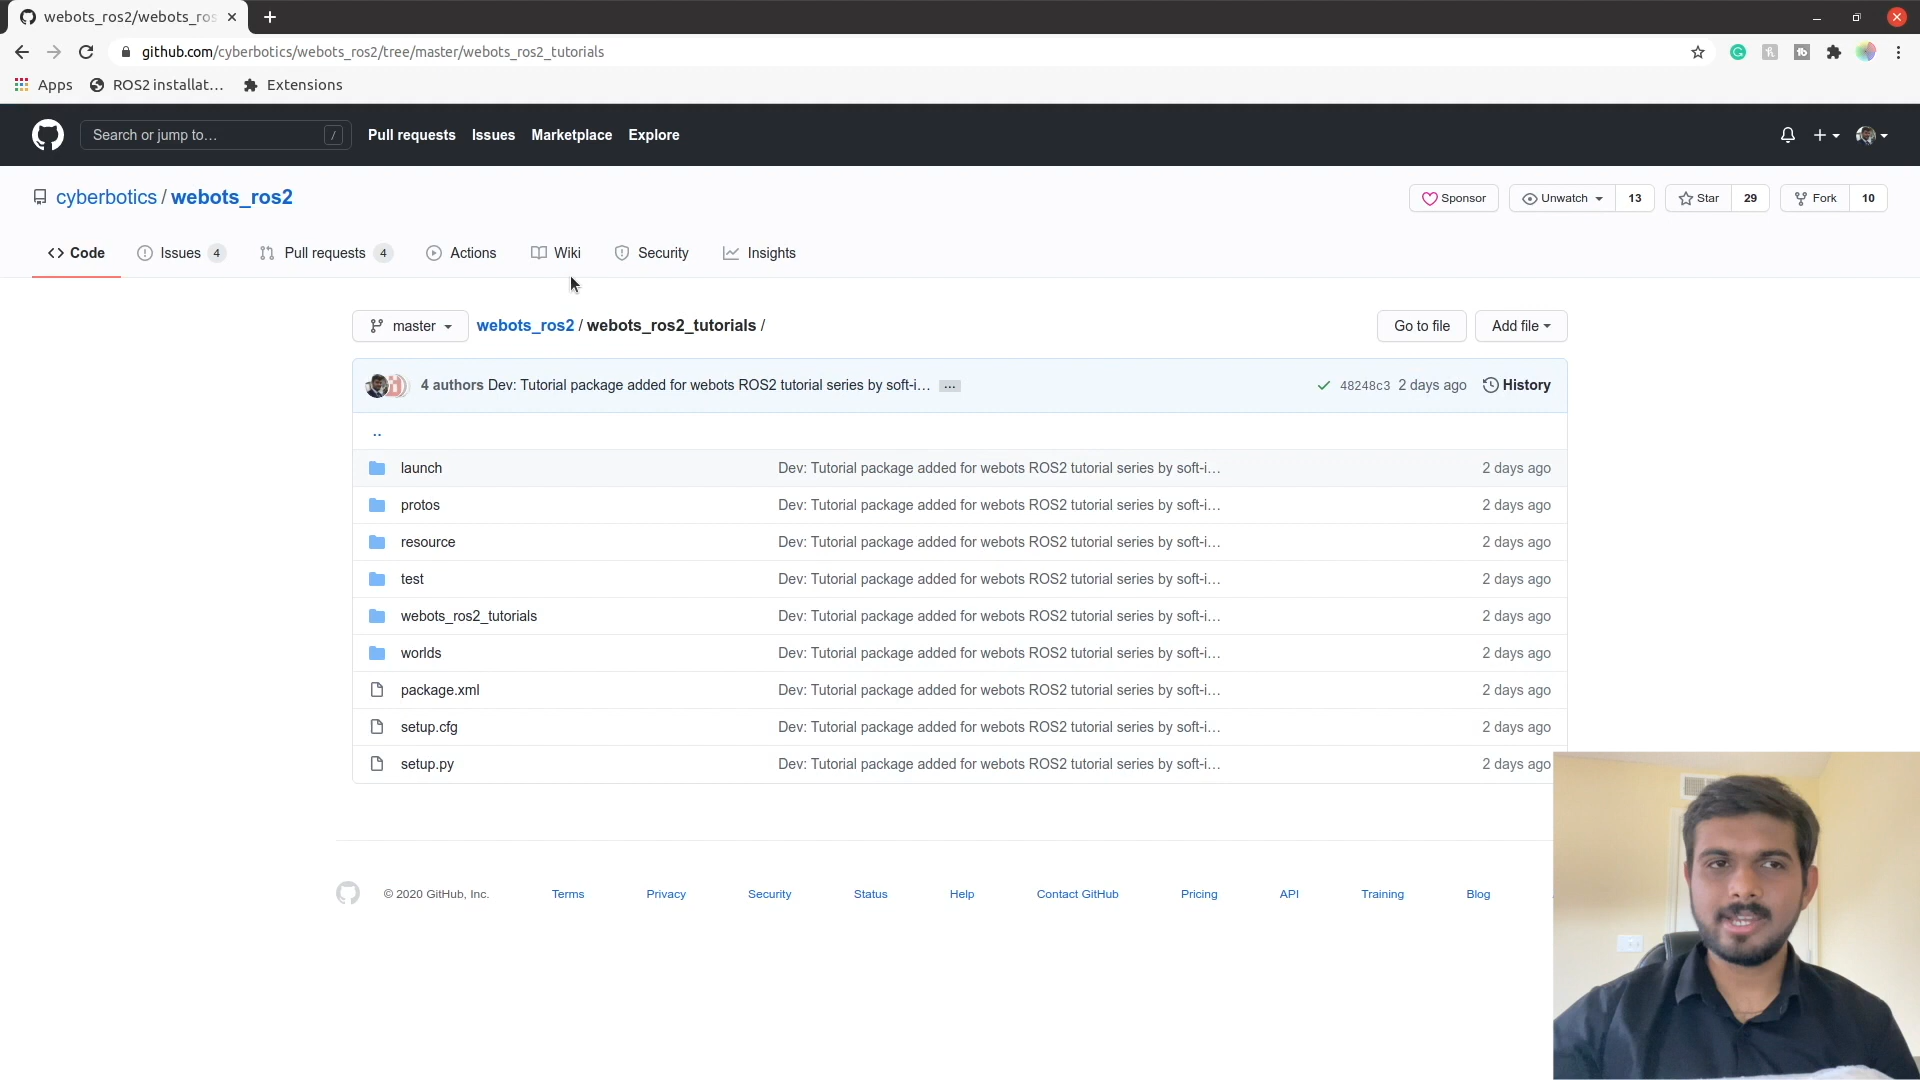 webots_ros2/webots_ros
github.com/cyberbotics/webots_ros2/tree/master/webots_ros2_tutorials
Apps ROS2 installat… Extensions
Search or jump to… / Pull requests Issues Marketplace Explore
cyberbotics / webots_ros2 Sponsor Unwatch 13 Star 29 Fork 10
Code Issues 4 Pull requests 4 Actions Wiki Security Insights
master webots_ros2 / webots_ros2_tutorials / Go to file Add file
4 authors Dev: Tutorial package added for webots ROS2 tutorial series by soft-i… … 48248c3 2 days ago History
..
launch Dev: Tutorial package added for webots ROS2 tutorial series by soft-i… 2 days ago
protos Dev: Tutorial package added for webots ROS2 tutorial series by soft-i… 2 days ago
resource Dev: Tutorial package added for webots ROS2 tutorial series by soft-i… 2 days ago
test Dev: Tutorial package added for webots ROS2 tutorial series by soft-i… 2 days ago
webots_ros2_tutorials Dev: Tutorial package added for webots ROS2 tutorial series by soft-i… 2 days ago
worlds Dev: Tutorial package added for webots ROS2 tutorial series by soft-i… 2 days ago
package.xml Dev: Tutorial package added for webots ROS2 tutorial series by soft-i… 2 days ago
setup.cfg Dev: Tutorial package added for webots ROS2 tutorial series by soft-i… 2 days ago
setup.py Dev: Tutorial package added for webots ROS2 tutorial series by soft-i… 2 days ago
© 2020 GitHub, Inc. Terms Privacy Security Status Help Contact GitHub Pricing API Training Blog